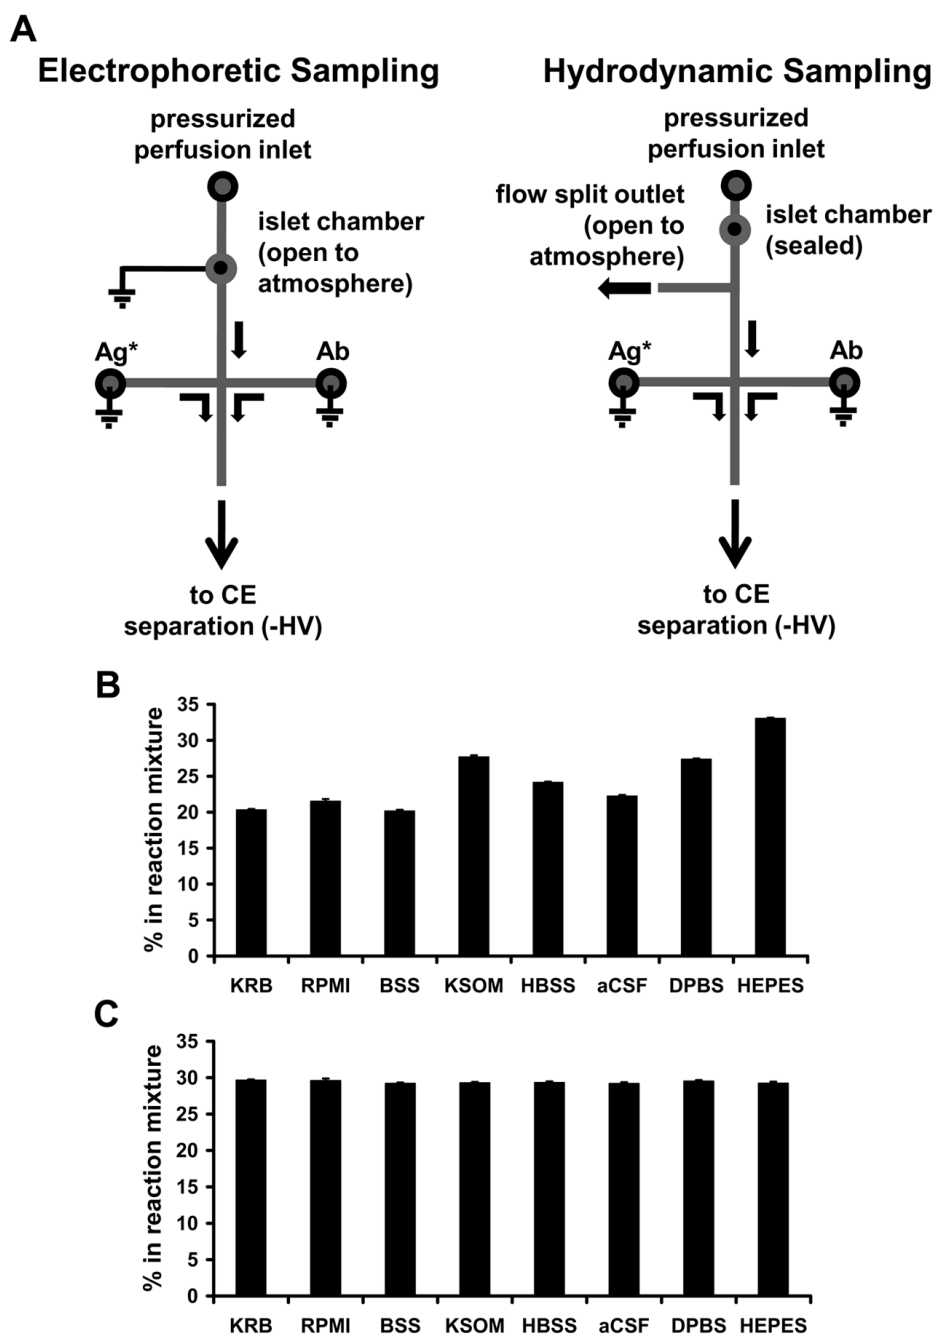 A
Electrophoretic Sampling
pressurized
perfusion inlet
islet chamber
(open to
atmosphere)
Ag*
Ab
to CE
separation (-HV)
Hydrodynamic Sampling
pressurized
perfusion inlet
flow split outlet
(open to
atmosphere)
islet chamber
(sealed)
Ag*
Ab
to CE
separation (-HV)
B
% in reaction mixture
35
30
25
20
15
10
5
0
KRB RPMI BSS KSOM HBSS aCSF DPBS HEPES
C
% in reaction mixture
35
30
25
20
15
10
5
0
KRB RPMI BSS KSOM HBSS aCSF DPBS HEPES